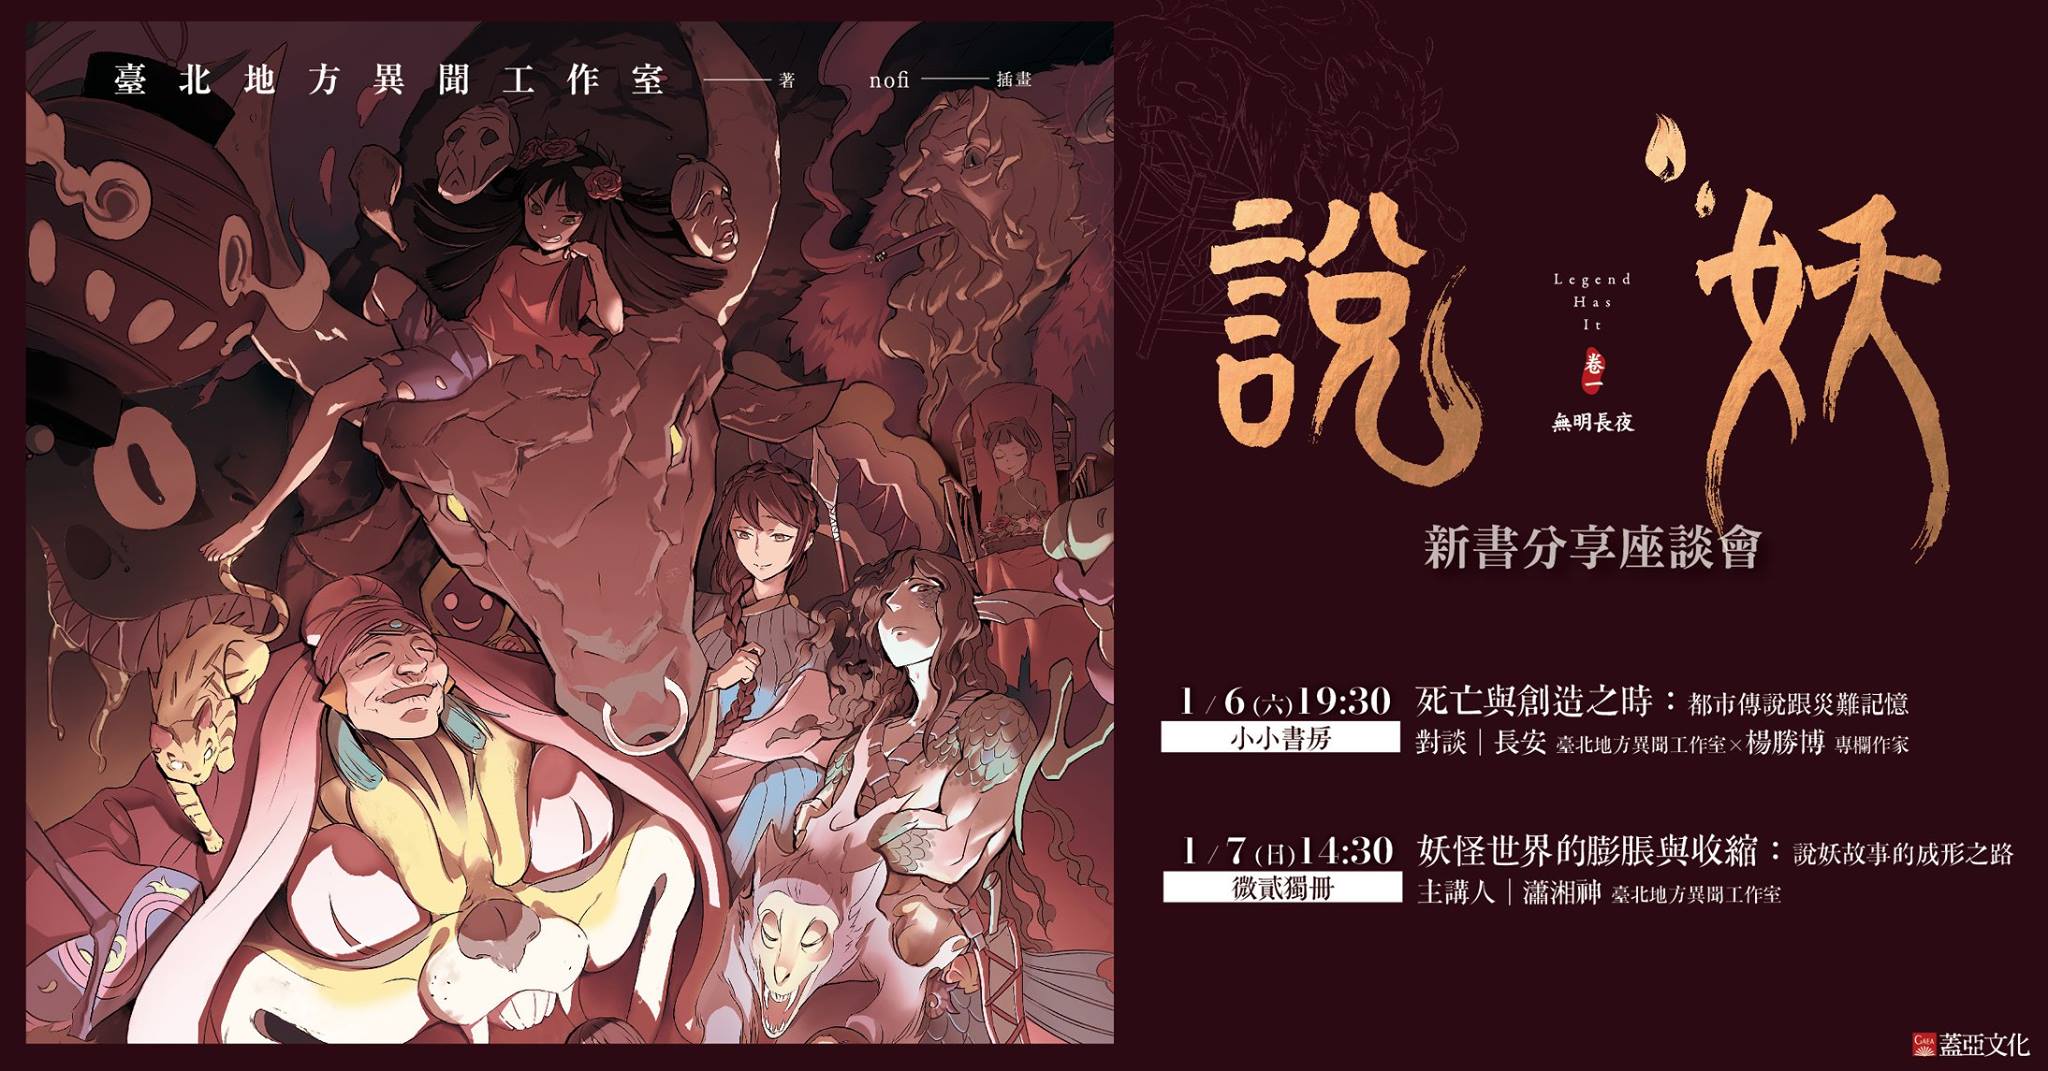 臺北地方異聞工作室 著 nofi 插畫
說妖
Legend
Has
It
卷一
無明長夜
新書分享座談會
1/6(六)19:30 死亡與創造之時：都市傳說跟災難記憶
小小書房 對談｜長安 臺北地方異聞工作室×楊勝博 專欄作家
1/7(日)14:30 妖怪世界的膨脹與收縮：說妖故事的成形之路
微貳獨冊 主講人｜瀟湘神 臺北地方異聞工作室
GAEA 蓋亞文化